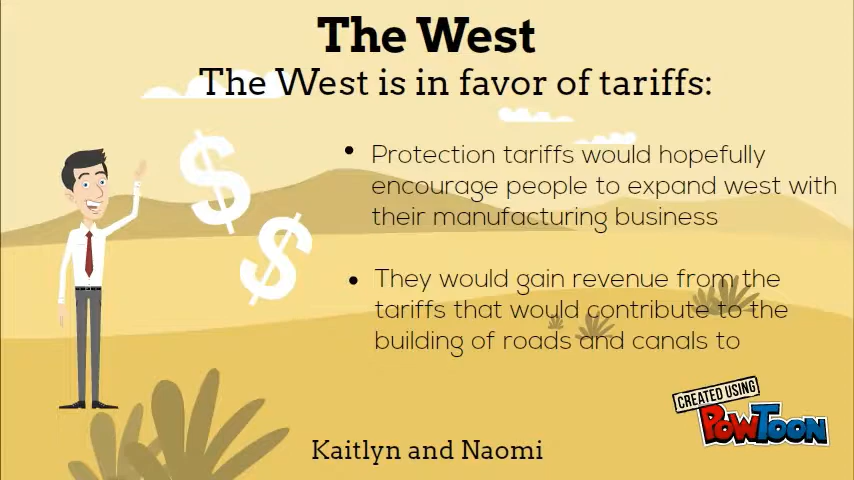 The West
The West is in favor of tariffs:
• Protection tariffs would hopefully
encourage people to expand west with
their manufacturing business
• They would gain revenue from the
tariffs that would contribute to the
building of roads and canals to
CREATED USING
POWTOON
Kaitlyn and Naomi